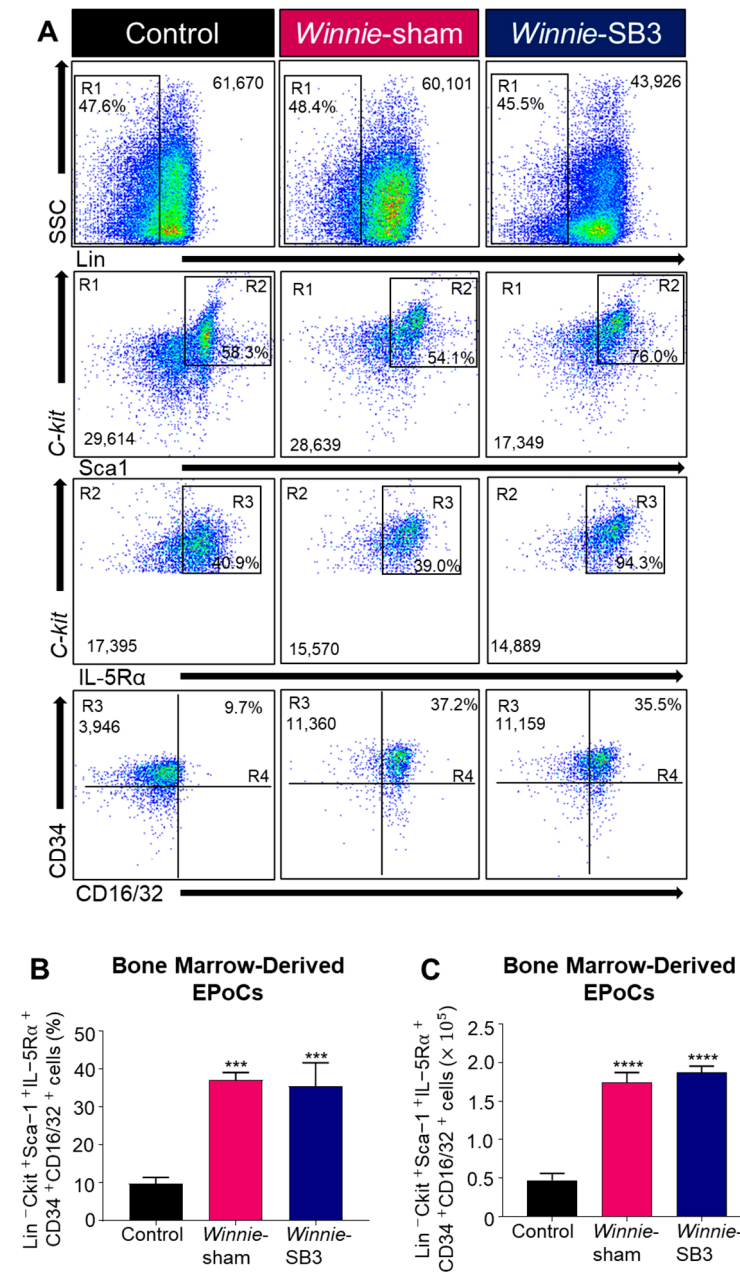 A
Control
Winnie-sham
Winnie-SB3
R1
47.6%
61,670
R1
48.4%
60,101
R1
45.5%
43,926
SSC
Lin
R1
R2
58.3%
29,614
R1
R2
54.1%
28,639
R1
R2
76.0%
17,349
C-kit
Sca1
R2
R3
40.9%
17,395
R2
R3
39.0%
15,570
R2
R3
94.3%
14,889
C-kit
IL-5Rα
R3
3,946
9.7%
R4
R3
11,360
37.2%
R4
R3
11,159
35.5%
R4
CD34
CD16/32
B
Bone Marrow-Derived
EPoCs
Lin⁻Ckit⁺Sca−1⁺IL−5Rα⁺
CD34⁺CD16/32⁺ cells (%)
50
40
30
20
10
0
***
***
Control
Winnie-
sham
Winnie-
SB3
C
Bone Marrow-Derived
EPoCs
Lin⁻Ckit⁺Sca−1⁺IL−5Rα⁺
CD34⁺CD16/32⁺ cells (× 10⁵)
2.5
2.0
1.5
1.0
0.5
0
****
****
Control
Winnie-
sham
Winnie-
SB3